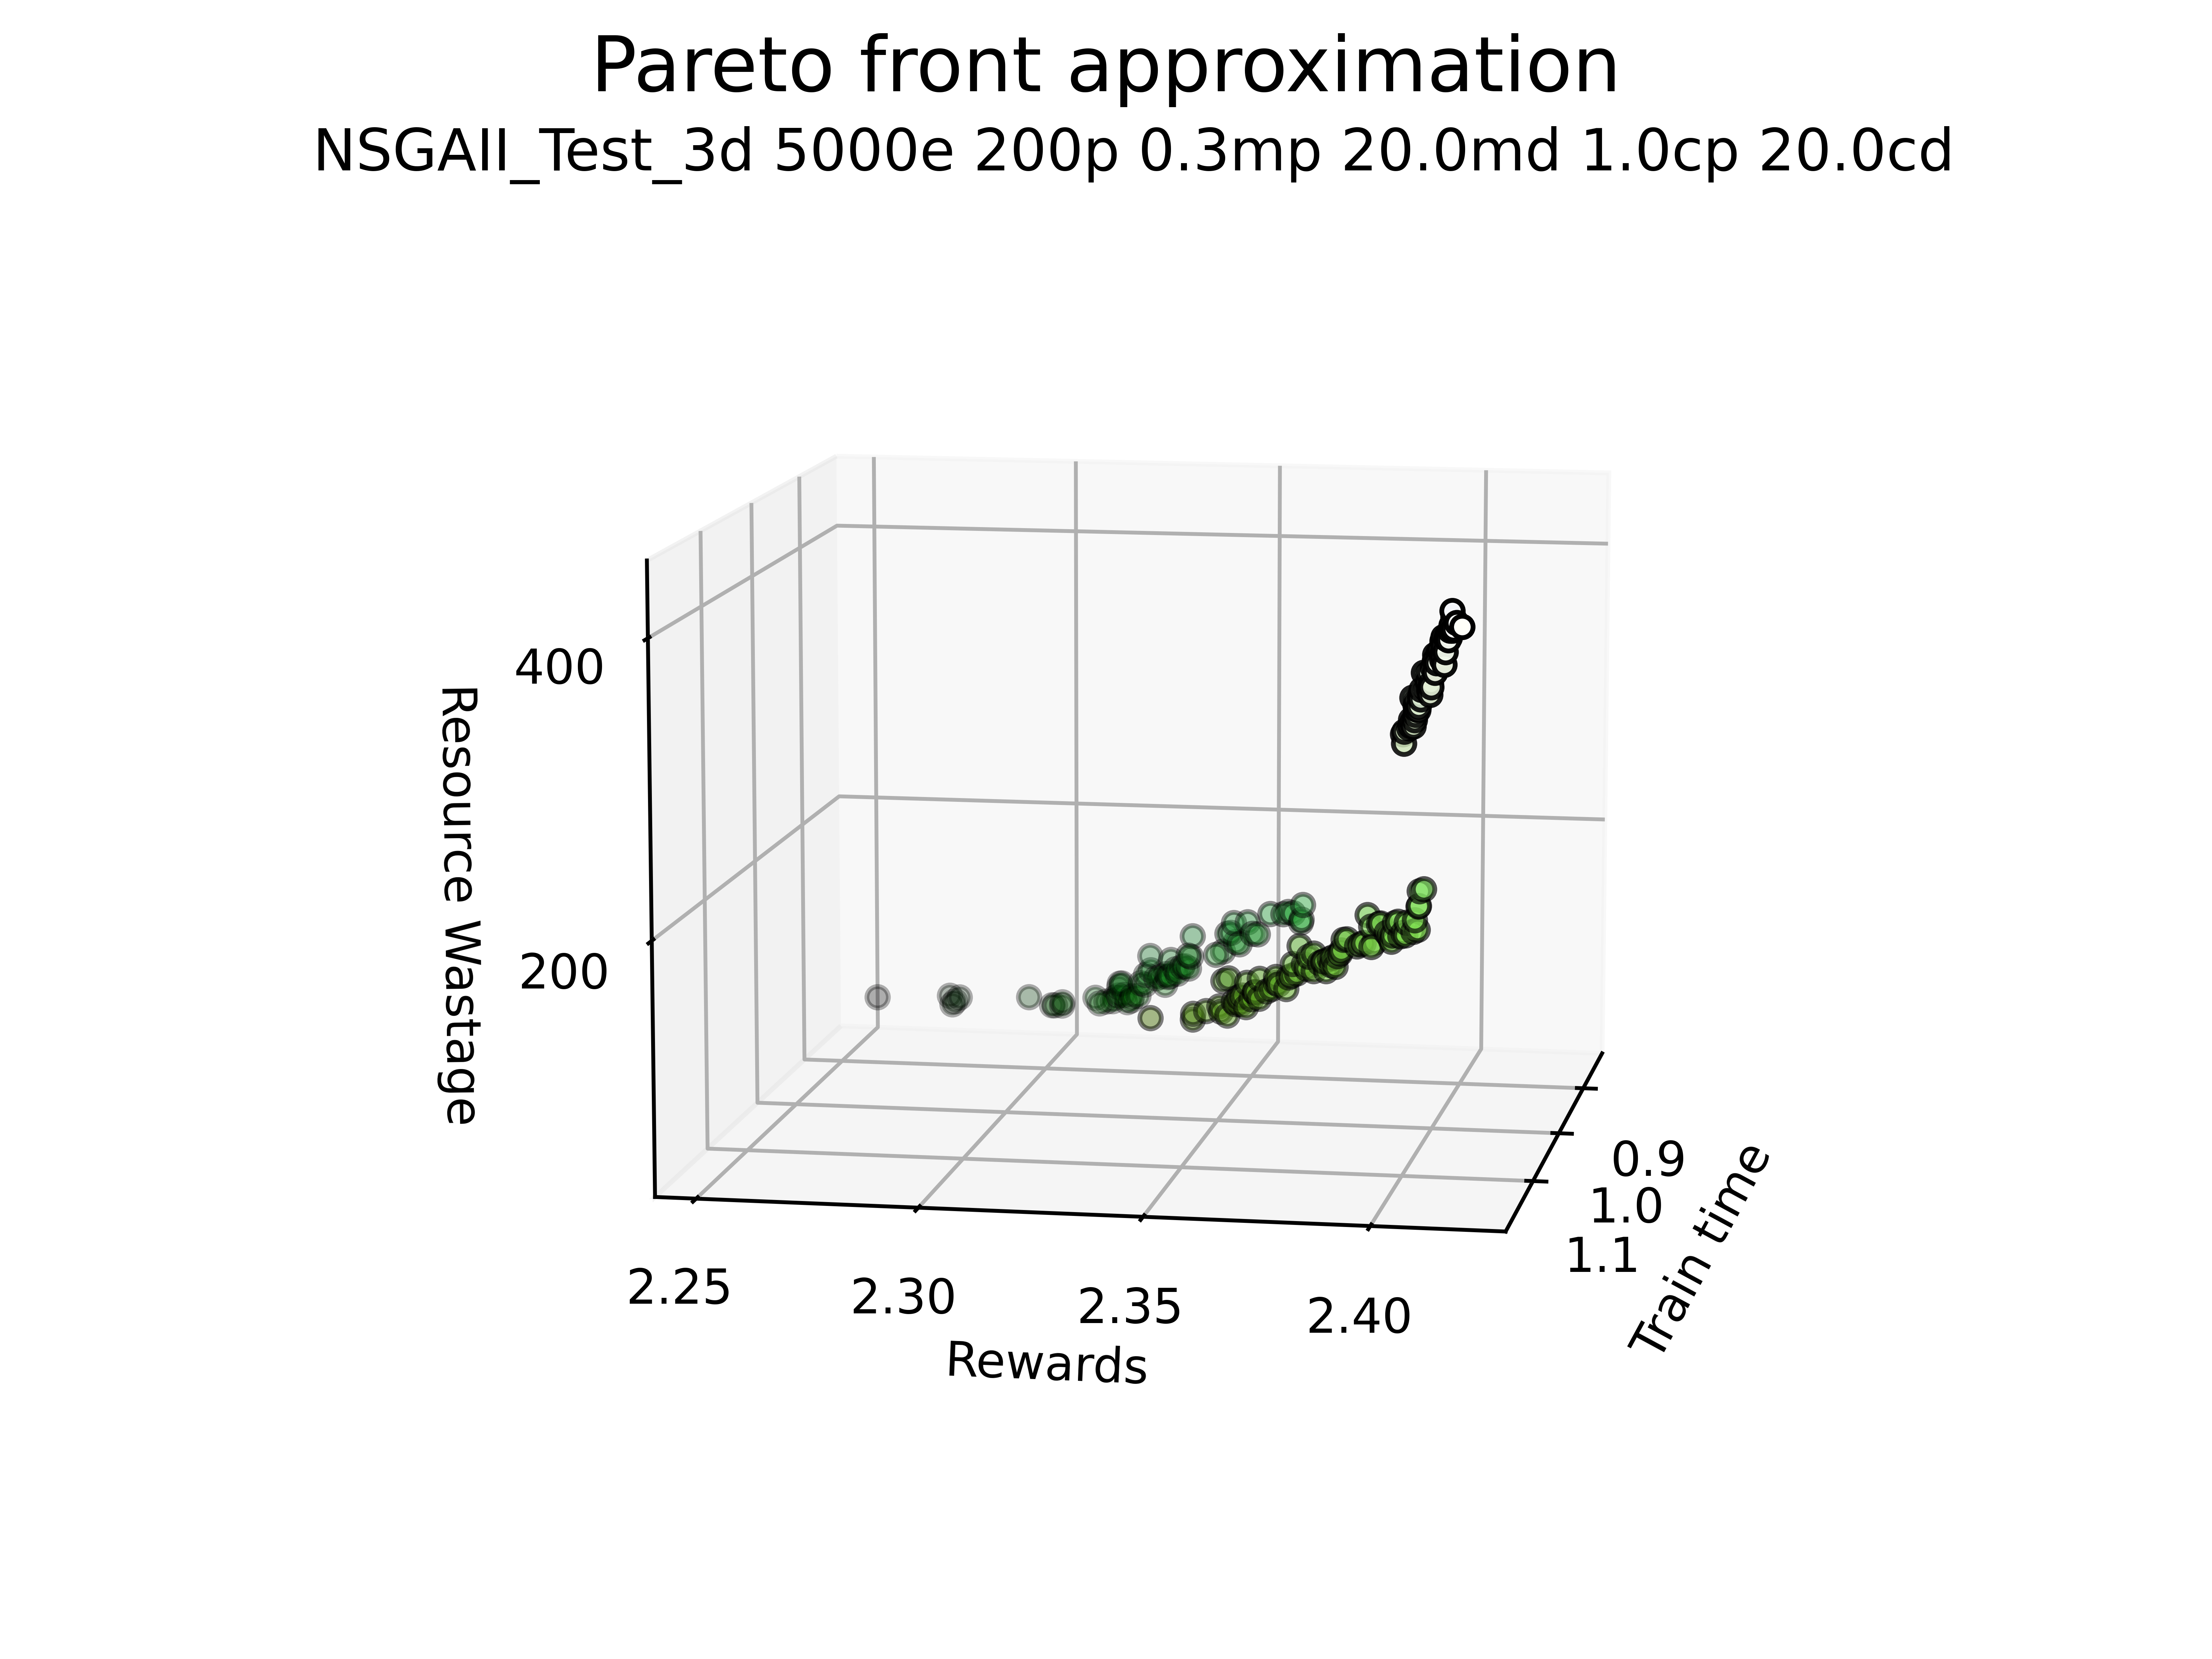 Pareto front approximation
NSGAII_Test_3d 5000e 200p 0.3mp 20.0md 1.0cp 20.0cd
400
200
Resource Wastage
2.25
2.30
2.35
2.40
Rewards
0.9
1.0
1.1
Train time